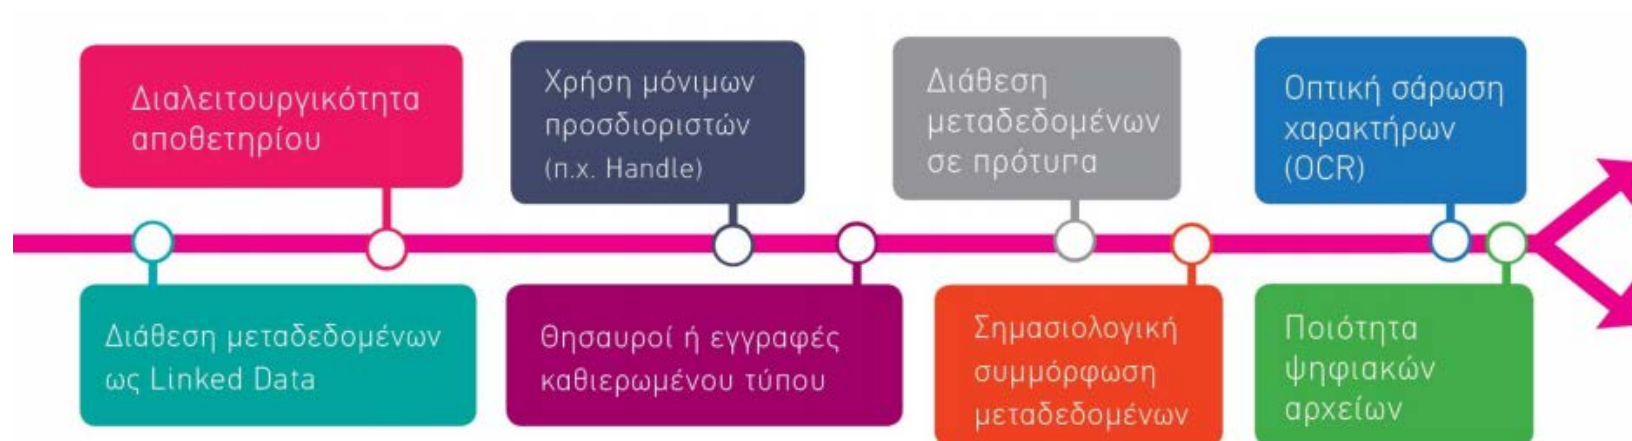 Διαλειτουργικότητα
αποθετηρίου
Χρήση μόνιμων
προσδιοριστών
(π.χ. Handle)
Διάθεση
μεταδεδομένων
σε πρότυπα
Οπτική σάρωση
χαρακτήρων
(OCR)
Διάθεση μεταδεδομένων
ως Linked Data
Θησαυροί ή εγγραφές
καθιερωμένου τύπου
Σημασιολογική
συμμόρφωση
μεταδεδομένων
Ποιότητα
ψηφιακών
αρχείων